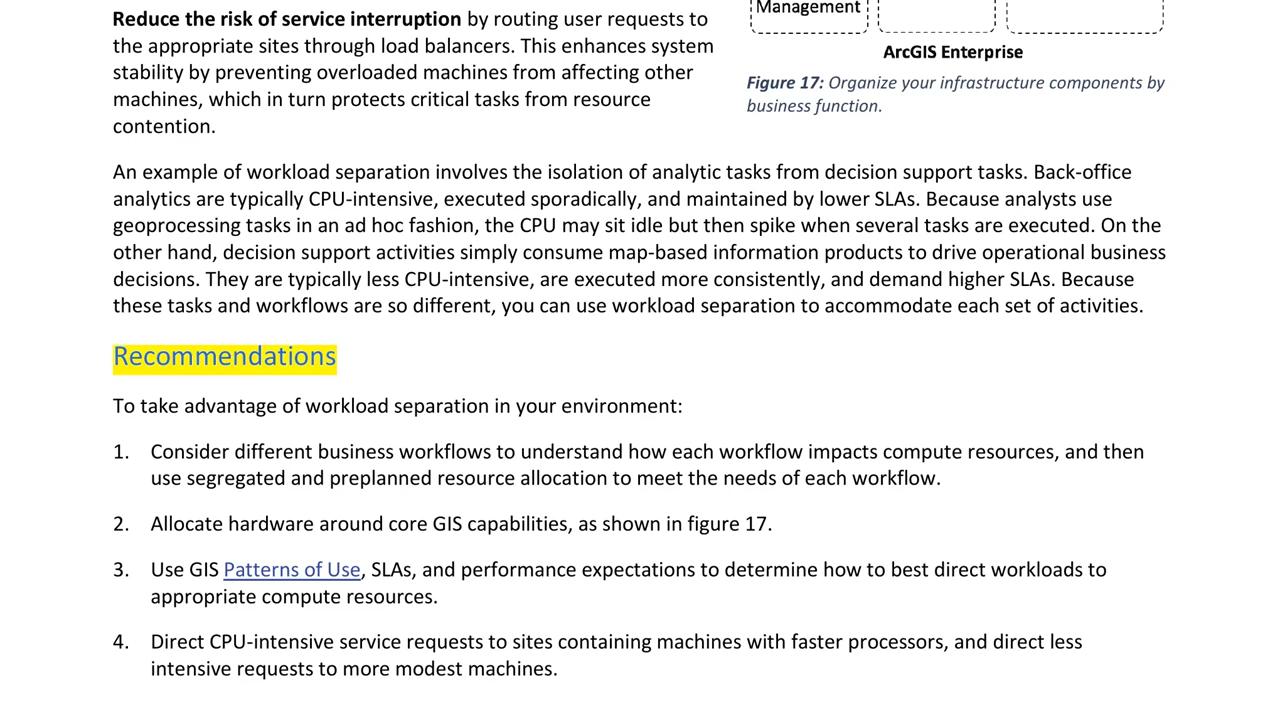 Reduce the risk of service interruption by routing user requests to
the appropriate sites through load balancers. This enhances system
stability by preventing overloaded machines from affecting other
machines, which in turn protects critical tasks from resource
contention.
Management
ArcGIS Enterprise
Figure 17: Organize your infrastructure components by
business function.
An example of workload separation involves the isolation of analytic tasks from decision support tasks. Back-office
analytics are typically CPU-intensive, executed sporadically, and maintained by lower SLAs. Because analysts use
geoprocessing tasks in an ad hoc fashion, the CPU may sit idle but then spike when several tasks are executed. On the
other hand, decision support activities simply consume map-based information products to drive operational business
decisions. They are typically less CPU-intensive, are executed more consistently, and demand higher SLAs. Because
these tasks and workflows are so different, you can use workload separation to accommodate each set of activities.
Recommendations
To take advantage of workload separation in your environment:
1. Consider different business workflows to understand how each workflow impacts compute resources, and then
use segregated and preplanned resource allocation to meet the needs of each workflow.
2. Allocate hardware around core GIS capabilities, as shown in figure 17.
3. Use GIS Patterns of Use, SLAs, and performance expectations to determine how to best direct workloads to
appropriate compute resources.
4. Direct CPU-intensive service requests to sites containing machines with faster processors, and direct less
intensive requests to more modest machines.